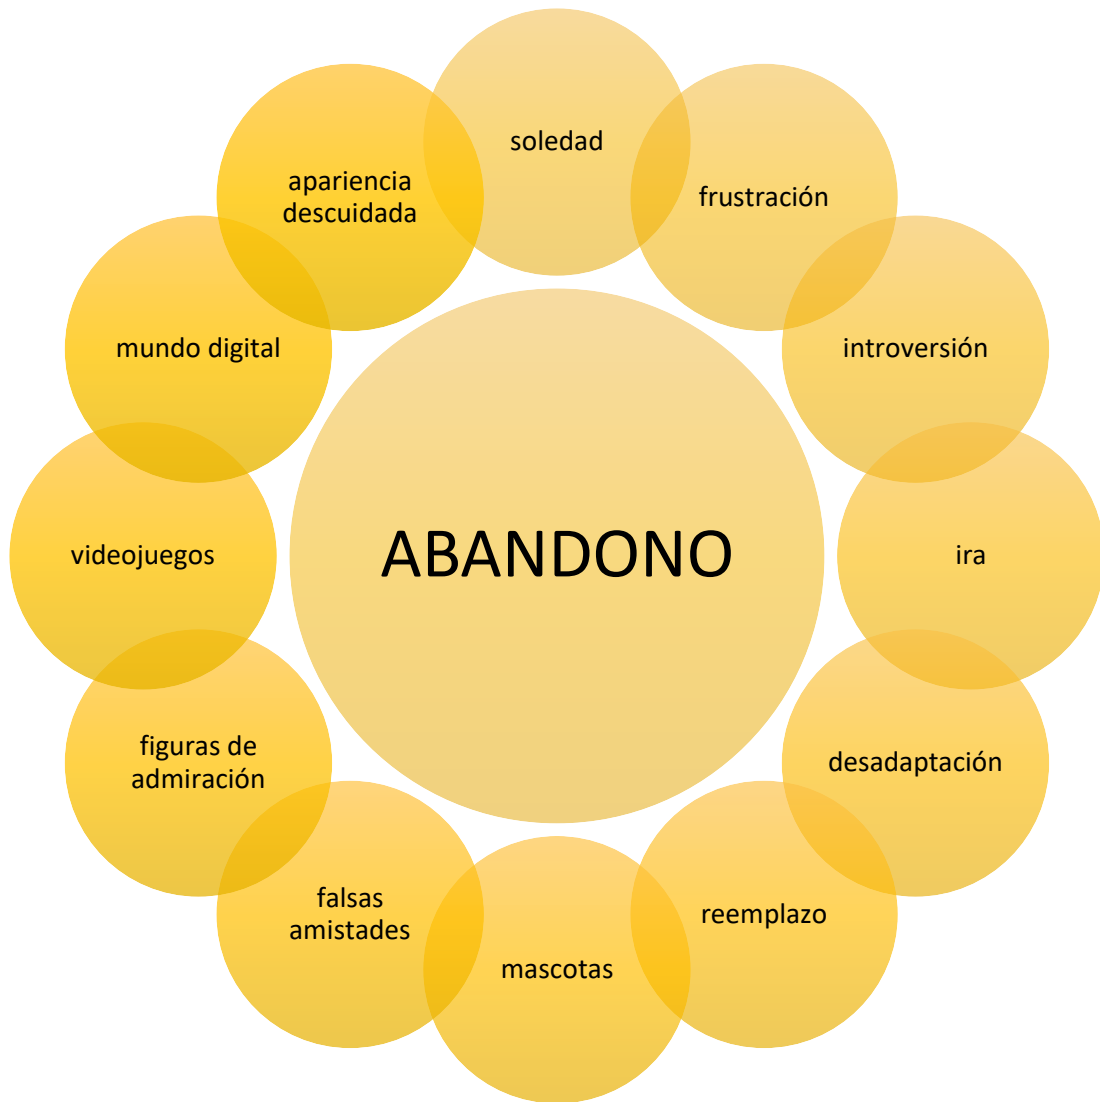 ABANDONO
soledad
frustración
introversión
ira
desadaptación
reemplazo
mascotas
falsas
amistades
figuras de
admiración
videojuegos
mundo digital
apariencia
descuidada